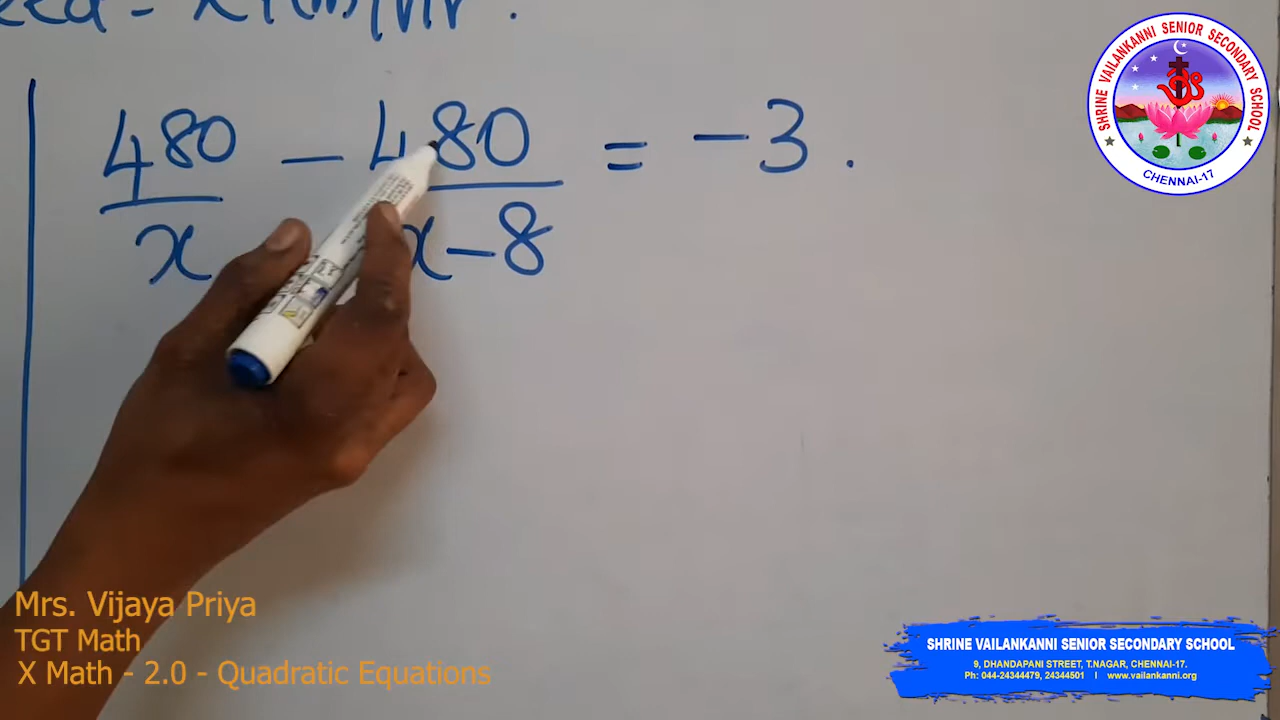 = x km/hr.
480/x - 480/x-8 = -3.
SHRINE VAILANKANNI SENIOR SECONDARY SCHOOL
CHENNAI-17
Mrs. Vijaya Priya
TGT Math
X Math - 2.0 - Quadratic Equations
SHRINE VAILANKANNI SENIOR SECONDARY SCHOOL
9, DHANDAPANI STREET, T.NAGAR, CHENNAI-17.
Ph: 044-24344479, 24344501 I www.vailankanni.org